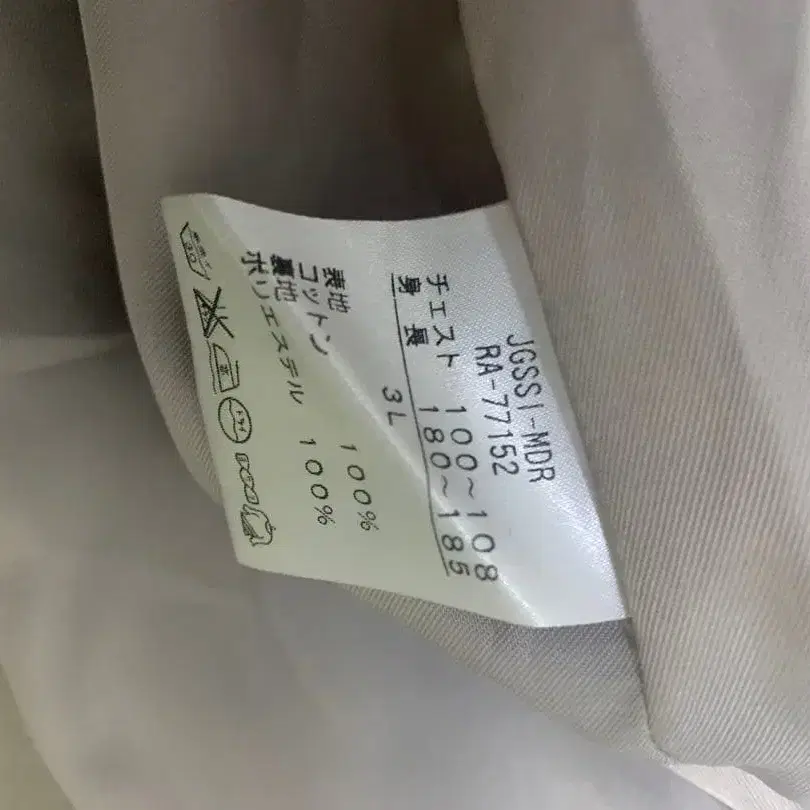 JGSSI-MDR
RA-77152
チェスト 100~108
身長 180~185
3L
表地
コットン 100%
裏地
ポリエステル 100%